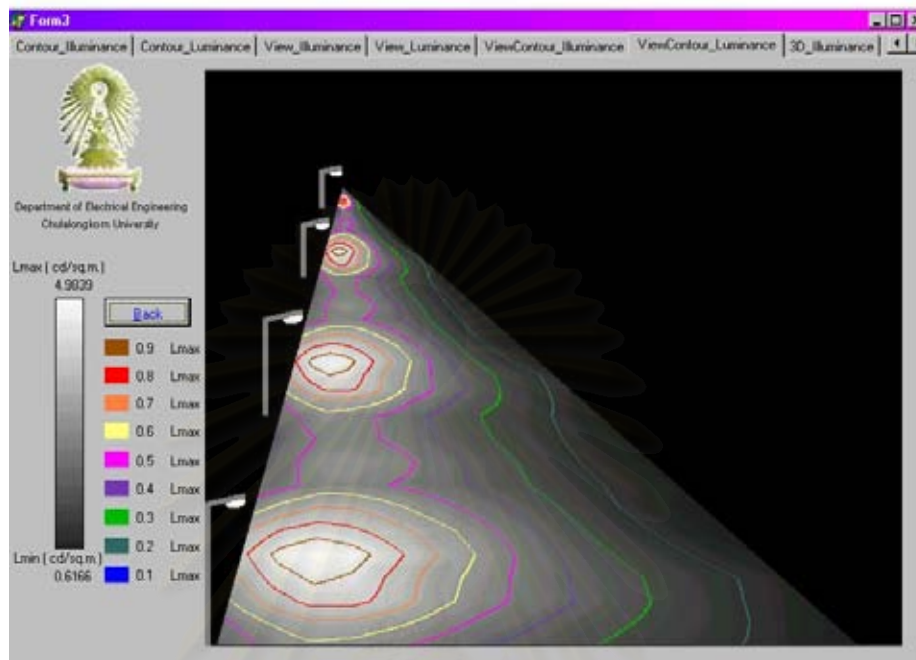 Form3
Contour_Illuminance Contour_Luminance View_Illuminance View_Luminance ViewContour_Illuminance ViewContour_Luminance 3D_Illuminance
Department of Electrical Engineering
Chulalongkorn University
Lmax ( cd/sq.m.)
4.9839
Back
0.9 Lmax
0.8 Lmax
0.7 Lmax
0.6 Lmax
0.5 Lmax
0.4 Lmax
0.3 Lmax
0.2 Lmax
0.1 Lmax
Lmin ( cd/sq.m.)
0.6166